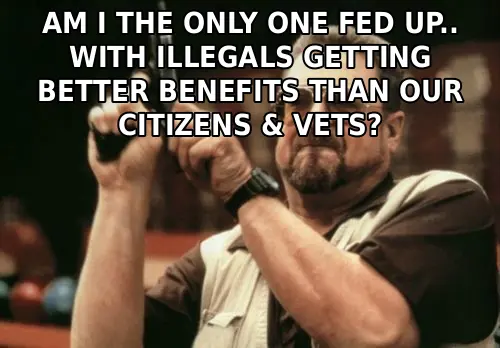 AM I THE ONLY ONE FED UP..
WITH ILLEGALS GETTING
BETTER BENEFITS THAN OUR
CITIZENS & VETS?